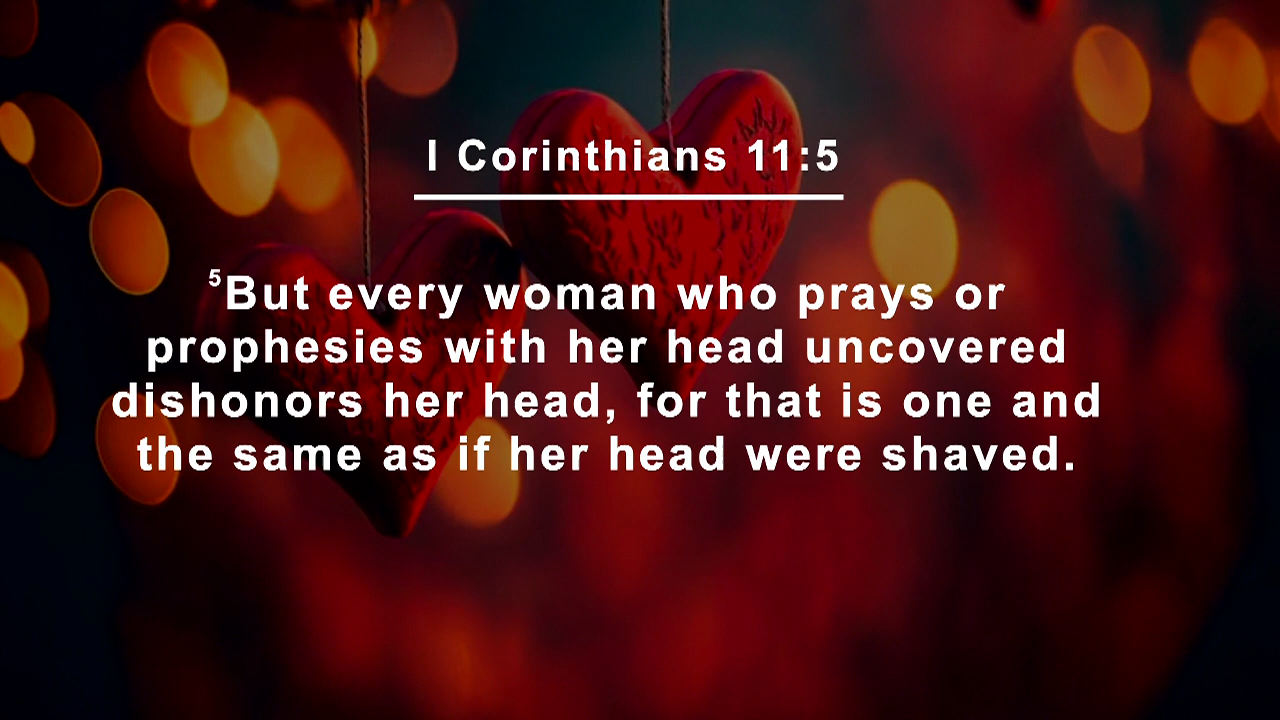 I Corinthians 11:5
5But every woman who prays or
prophesies with her head uncovered
dishonors her head, for that is one and
the same as if her head were shaved.